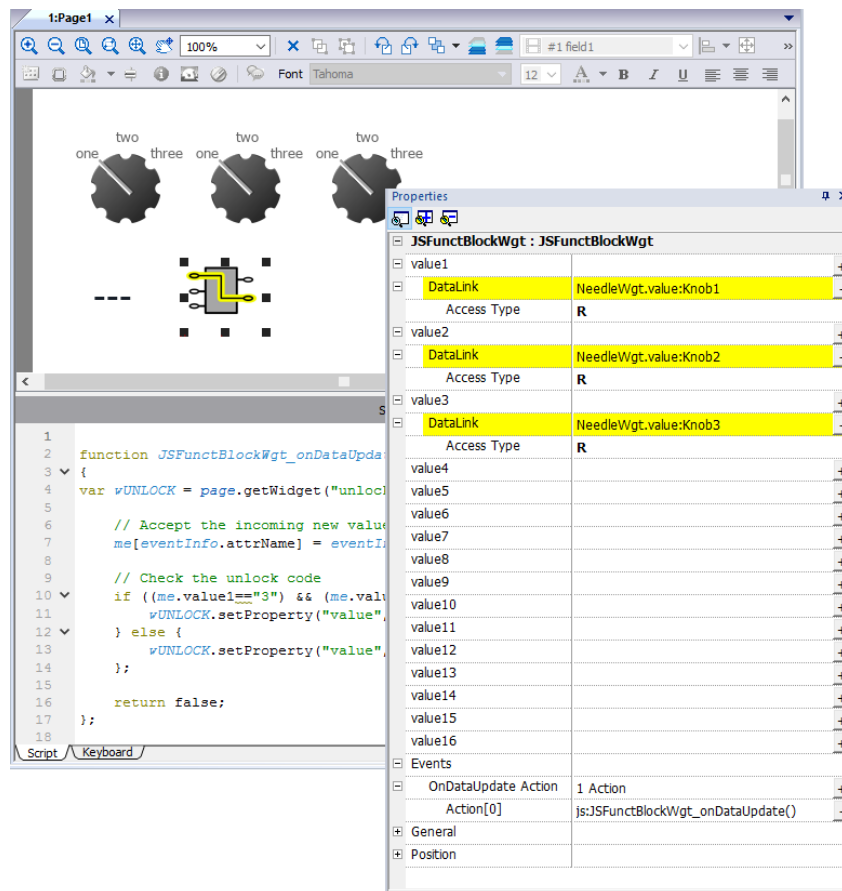 1:Page1 x
100% #1 field1 »
Font Tahoma 12 A B I U
two two two
one three one three one three
---
Properties
JSFunctBlockWgt : JSFunctBlockWgt
value1
DataLink NeedleWgt.value:Knob1
Access Type R
value2
DataLink NeedleWgt.value:Knob2
Access Type R
value3
DataLink NeedleWgt.value:Knob3
Access Type R
value4
value5
value6
value7
value8
value9
value10
value11
value12
value13
value14
value15
value16
Events
OnDataUpdate Action 1 Action
Action[0] js:JSFunctBlockWgt_onDataUpdate()
General
Position
S
1
2 function JSFunctBlockWgt_onDataUpda
3 {
4 var wUNLOCK = page.getWidget("unloc
5
6 // Accept the incoming new value
7 me[eventInfo.attrName] = eventI
8
9 // Check the unlock code
10 if ((me.value1=="3") && (me.val
11 wUNLOCK.setProperty("value",
12 } else {
13 wUNLOCK.setProperty("value",
14 };
15
16 return false;
17 };
18
Script Keyboard